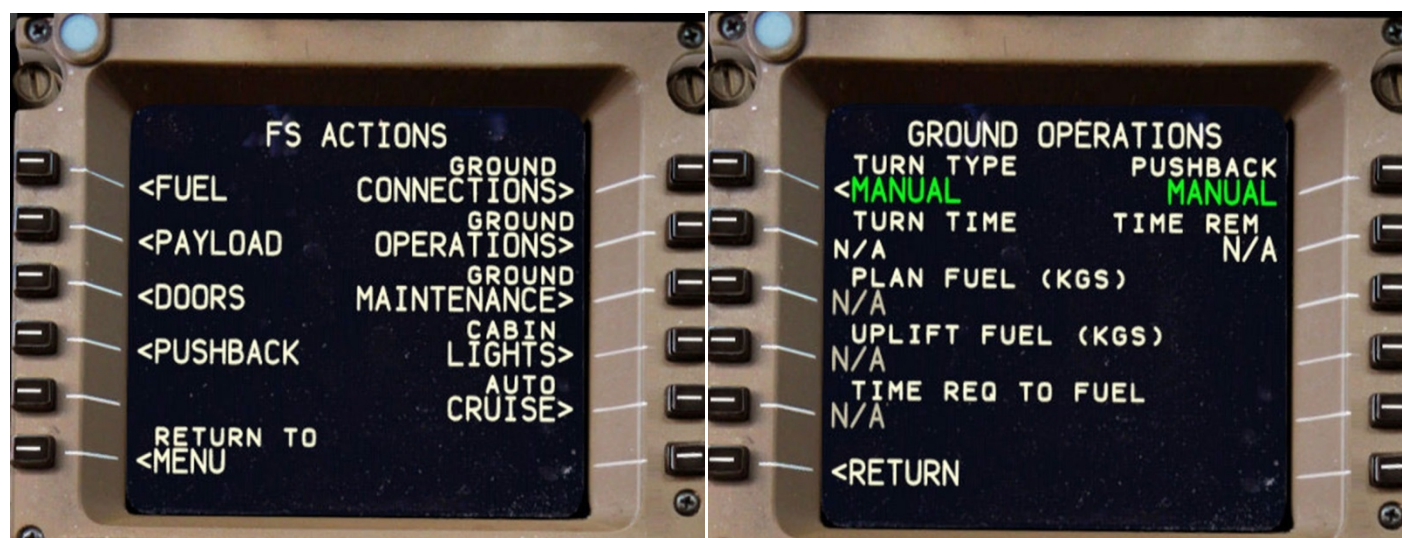 FS ACTIONS
GROUND
<FUEL CONNECTIONS>
GROUND
<PAYLOAD OPERATIONS>
GROUND
<DOORS MAINTENANCE>
CABIN
<PUSHBACK LIGHTS>
AUTO
CRUISE>
RETURN TO
<MENU
GROUND OPERATIONS
TURN TYPE PUSHBACK
<MANUAL MANUAL
TURN TIME TIME REM
N/A N/A
PLAN FUEL (KGS)
N/A
UPLIFT FUEL (KGS)
N/A
TIME REQ TO FUEL
N/A
<RETURN